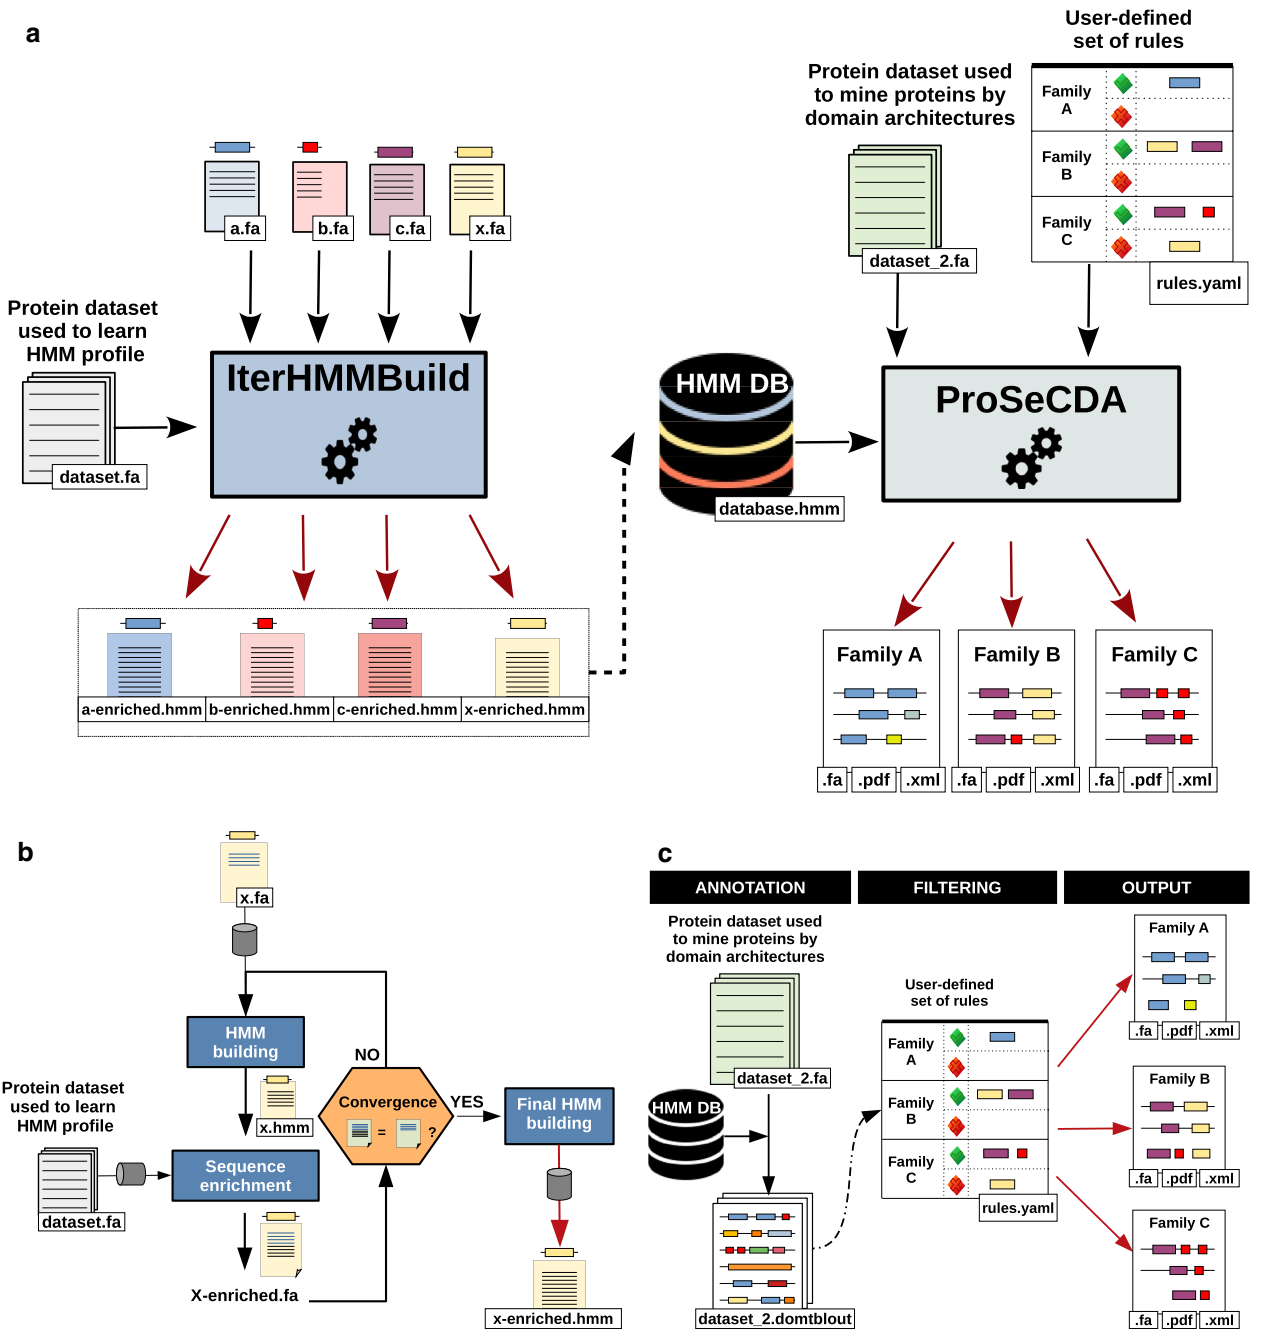 a
User-defined
set of rules
Protein dataset used
to mine proteins by
domain architectures
Family
A
Family
B
Family
C
rules.yaml
dataset_2.fa
a.fa
b.fa
c.fa
x.fa
Protein dataset
used to learn
HMM profile
dataset.fa
IterHMMBuild
HMM DB
database.hmm
ProSeCDA
a-enriched.hmm
b-enriched.hmm
c-enriched.hmm
x-enriched.hmm
Family A
Family B
Family C
.fa
.pdf
.xml
.fa
.pdf
.xml
.fa
.pdf
.xml
b
x.fa
HMM
building
x.hmm
Protein dataset
used to learn
HMM profile
dataset.fa
Sequence
enrichment
X-enriched.fa
NO
Convergence
=
?
YES
Final HMM
building
x-enriched.hmm
c
ANNOTATION
FILTERING
OUTPUT
Protein dataset used
to mine proteins by
domain architectures
dataset_2.fa
HMM DB
dataset_2.domtblout
User-defined
set of rules
Family
A
Family
B
Family
C
rules.yaml
Family A
.fa
.pdf
.xml
Family B
.fa
.pdf
.xml
Family C
.fa
.pdf
.xml